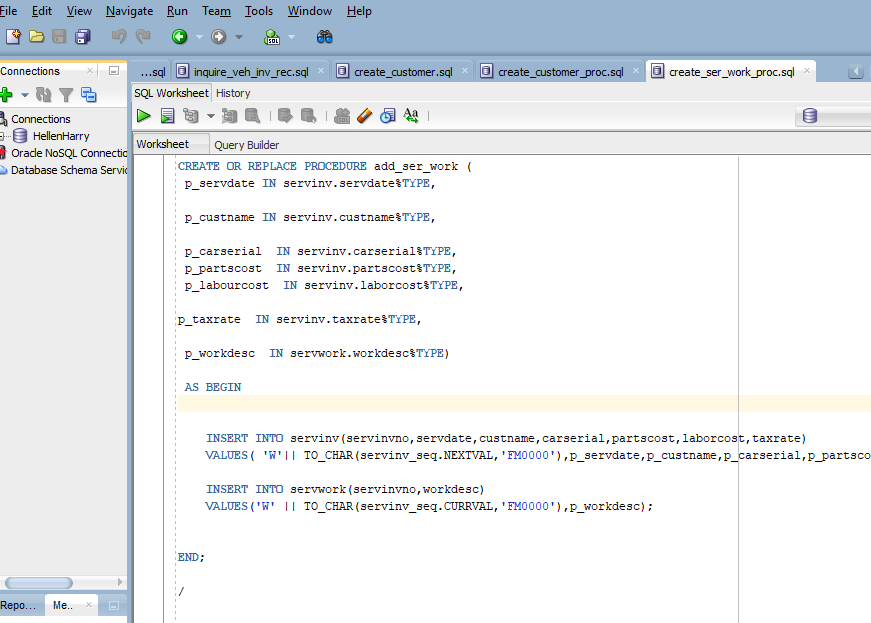 File Edit View Navigate Run Team Tools Window Help
Connections
...sql inquire_veh_inv_rec.sql create_customer.sql create_customer_proc.sql create_ser_work_proc.sql
SQL Worksheet History
Connections
HellenHarry
Oracle NoSQL Connectio
Database Schema Servic
Worksheet Query Builder
CREATE OR REPLACE PROCEDURE add_ser_work (
p_servdate IN servinv.servdate%TYPE,
p_custname IN servinv.custname%TYPE,
p_carserial IN servinv.carserial%TYPE,
p_partscost IN servinv.partscost%TYPE,
p_labourcost IN servinv.laborcost%TYPE,
p_taxrate IN servinv.taxrate%TYPE,
p_workdesc IN servwork.workdesc%TYPE)
AS BEGIN
INSERT INTO servinv(servinvno,servdate,custname,carserial,partscost,laborcost,taxrate)
VALUES( 'W'|| TO_CHAR(servinv_seq.NEXTVAL,'FM0000'),p_servdate,p_custname,p_carserial,p_partsco
INSERT INTO servwork(servinvno,workdesc)
VALUES('W' || TO_CHAR(servinv_seq.CURRVAL,'FM0000'),p_workdesc);
END;
/
Repo... Me..